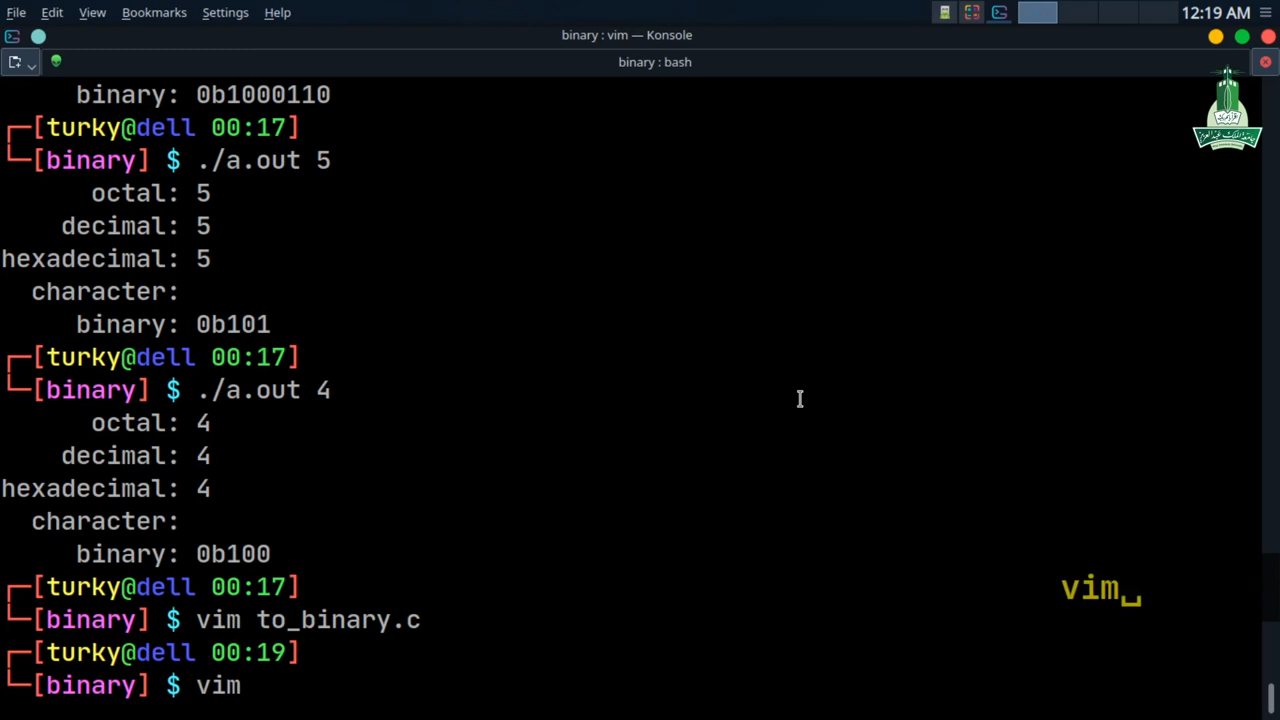 File Edit View Bookmarks Settings Help
12:19 AM
binary : vim — Konsole
binary : bash
binary: 0b1000110
[turky@dell 00:17]
[binary] $ ./a.out 5
octal: 5
decimal: 5
hexadecimal: 5
character:
binary: 0b101
[turky@dell 00:17]
[binary] $ ./a.out 4
octal: 4
decimal: 4
hexadecimal: 4
character:
binary: 0b100
[turky@dell 00:17]
[binary] $ vim to_binary.c
[turky@dell 00:19]
[binary] $ vim
vim␣